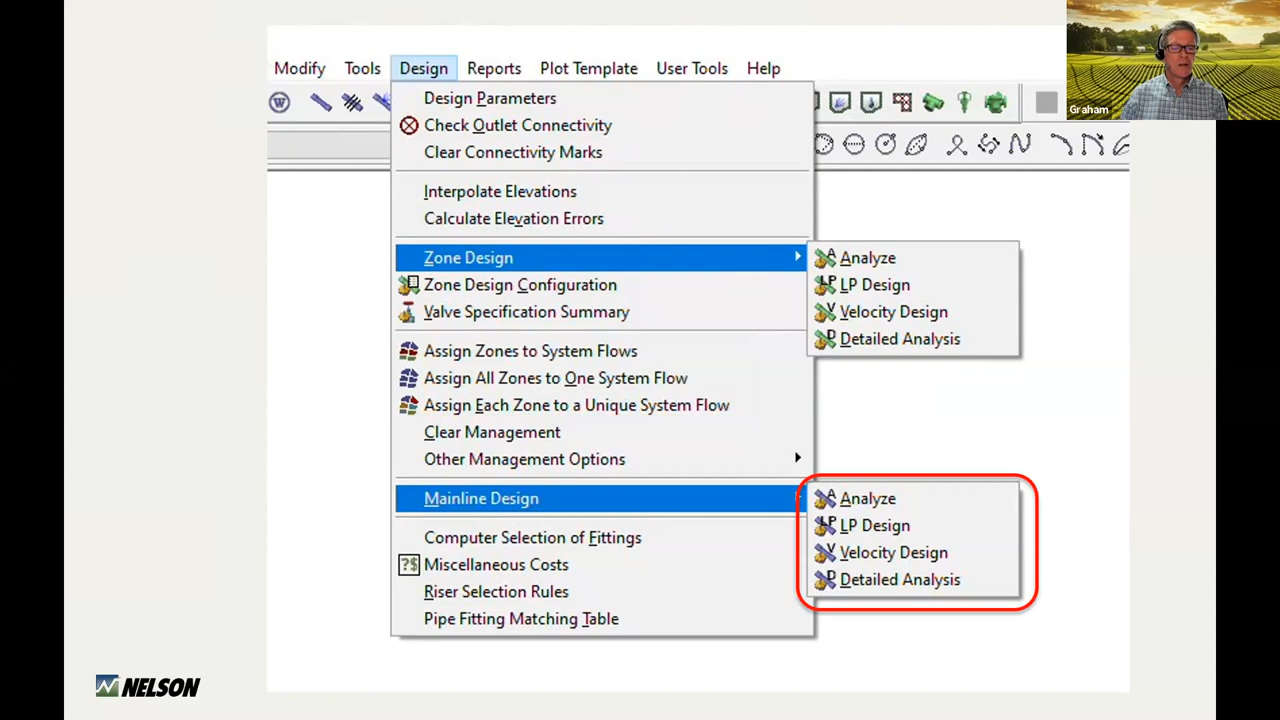 Modify Tools Design Reports Plot Template User Tools Help
Graham
Design Parameters
Check Outlet Connectivity
Clear Connectivity Marks
Interpolate Elevations
Calculate Elevation Errors
Zone Design
Analyze
LP Design
Velocity Design
Detailed Analysis
Zone Design Configuration
Valve Specification Summary
Assign Zones to System Flows
Assign All Zones to One System Flow
Assign Each Zone to a Unique System Flow
Clear Management
Other Management Options
Mainline Design
Analyze
LP Design
Velocity Design
Detailed Analysis
Computer Selection of Fittings
?$ Miscellaneous Costs
Riser Selection Rules
Pipe Fitting Matching Table
NELSON